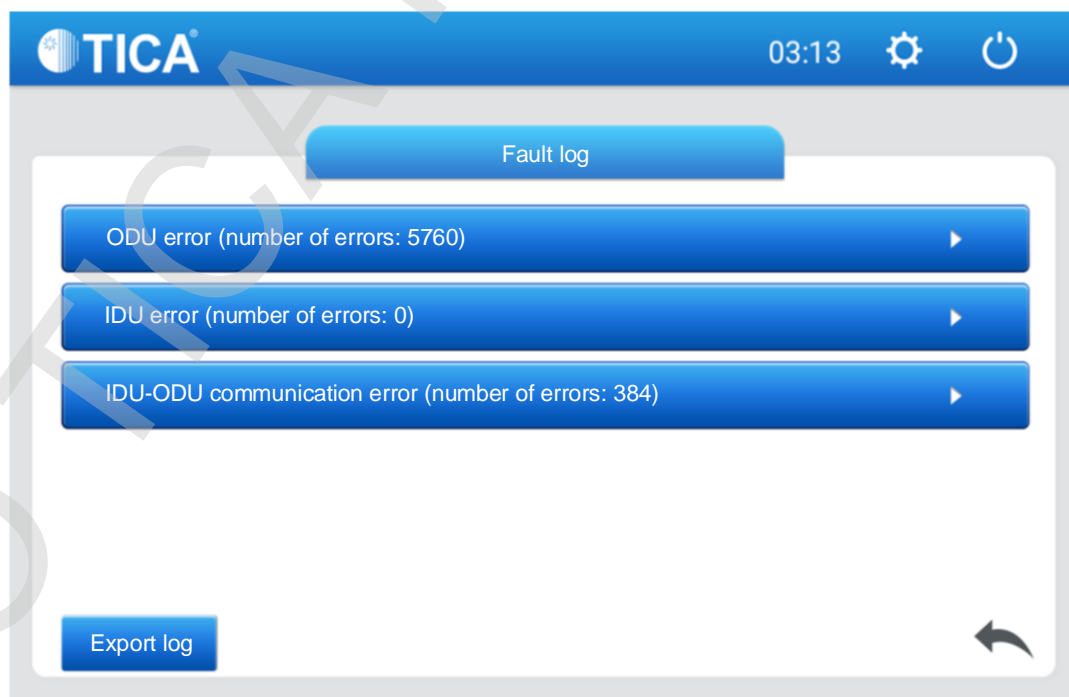 TICA®
03:13
Fault log
ODU error (number of errors: 5760)
IDU error (number of errors: 0)
IDU-ODU communication error (number of errors: 384)
Export log
TICA